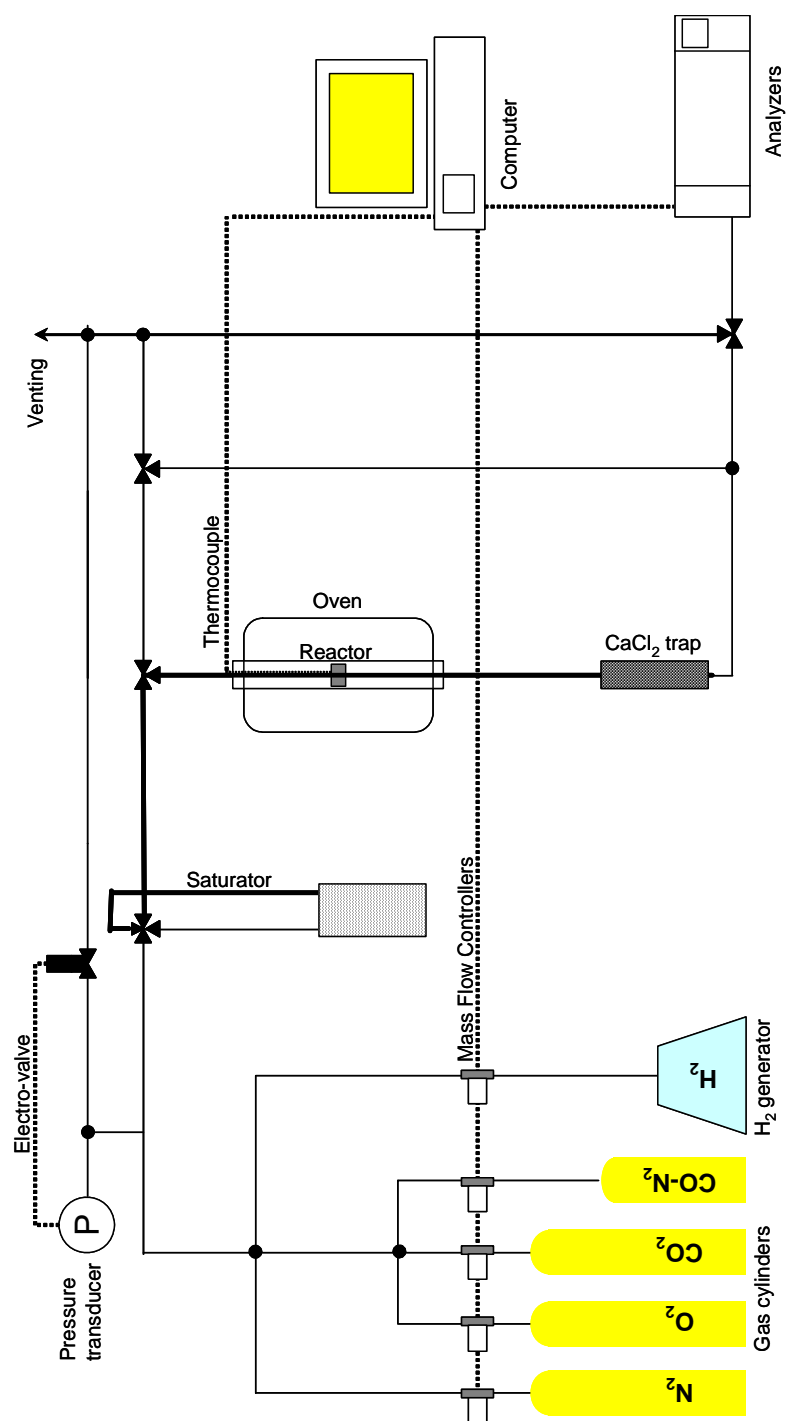 Venting
Computer
Analyzers
Thermocouple
Oven
Reactor
CaCl₂ trap
Saturator
Mass Flow Controllers
Electro-valve
P
Pressure
transducer
H₂
H₂ generator
CO-N₂
CO₂
O₂
N₂
Gas cylinders